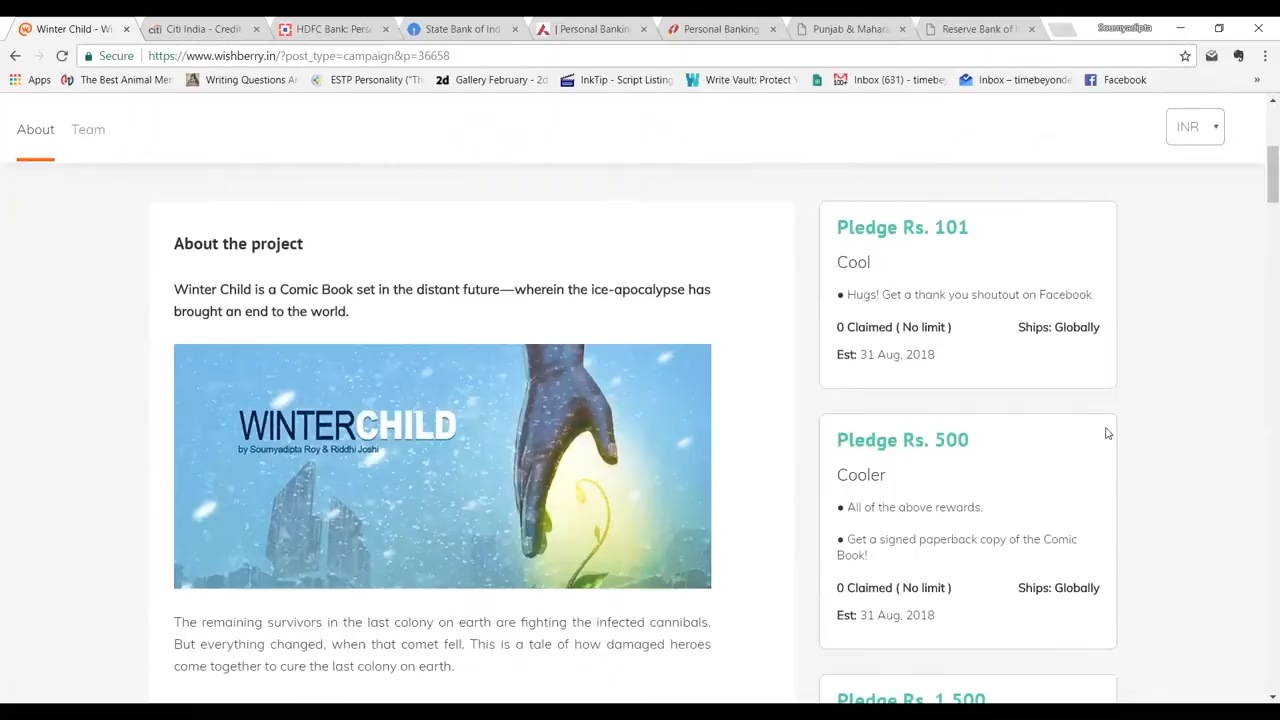 Winter Child - W
Citi India - Credit
HDFC Bank: Pers
State Bank of Ind
| Personal Banking
Personal Banking
Punjab & Mahar
Reserve Bank of
Soumyadipta
Secure
https://www.wishberry.in/?post_type=campaign&p=36658
Apps
The Best Animal Mem
Writing Questions An
ESTP Personality ("Th
2d Gallery February - 2d
InkTip - Script Listing
Write Vault: Protect Y
Inbox (631) - timebey
Inbox – timebeyonde
Facebook
About
Team
INR
About the project
Winter Child is a Comic Book set in the distant future—wherein the ice-apocalypse has
brought an end to the world.
WINTERCHILD
by Soumyadipta Roy & Riddhi Joshi
The remaining survivors in the last colony on earth are fighting the infected cannibals.
But everything changed, when that comet fell. This is a tale of how damaged heroes
come together to cure the last colony on earth.
Pledge Rs. 101
Cool
● Hugs! Get a thank you shoutout on Facebook.
0 Claimed ( No limit ) Ships: Globally
Est: 31 Aug, 2018
Pledge Rs. 500
Cooler
● All of the above rewards.
● Get a signed paperback copy of the Comic
Book!
0 Claimed ( No limit ) Ships: Globally
Est: 31 Aug, 2018
Pledge Rs. 1,500